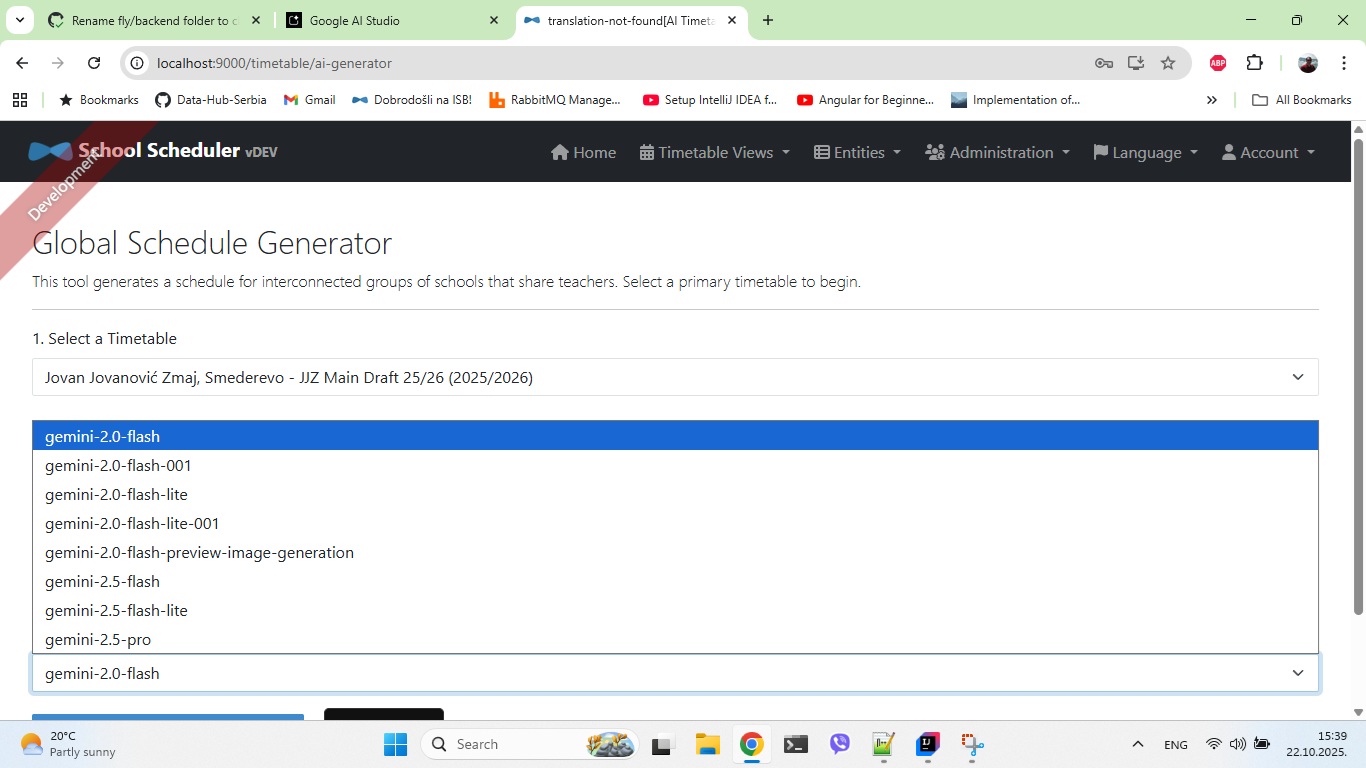 Rename fly/backend folder to c
Google AI Studio
translation-not-found[AI Timeta
localhost:9000/timetable/ai-generator
ABP
Bookmarks
Data-Hub-Serbia
Gmail
Dobrodošli na ISB!
RabbitMQ Manage...
Setup IntelliJ IDEA f...
Angular for Beginne...
Implementation of...
All Bookmarks
Development
School Scheduler vDEV
Home
Timetable Views
Entities
Administration
Language
Account
Global Schedule Generator
This tool generates a schedule for interconnected groups of schools that share teachers. Select a primary timetable to begin.
1. Select a Timetable
Jovan Jovanović Zmaj, Smederevo - JJZ Main Draft 25/26 (2025/2026)
gemini-2.0-flash
gemini-2.0-flash-001
gemini-2.0-flash-lite
gemini-2.0-flash-lite-001
gemini-2.0-flash-preview-image-generation
gemini-2.5-flash
gemini-2.5-flash-lite
gemini-2.5-pro
gemini-2.0-flash
20°C
Partly sunny
Search
ENG
15:39
22.10.2025.